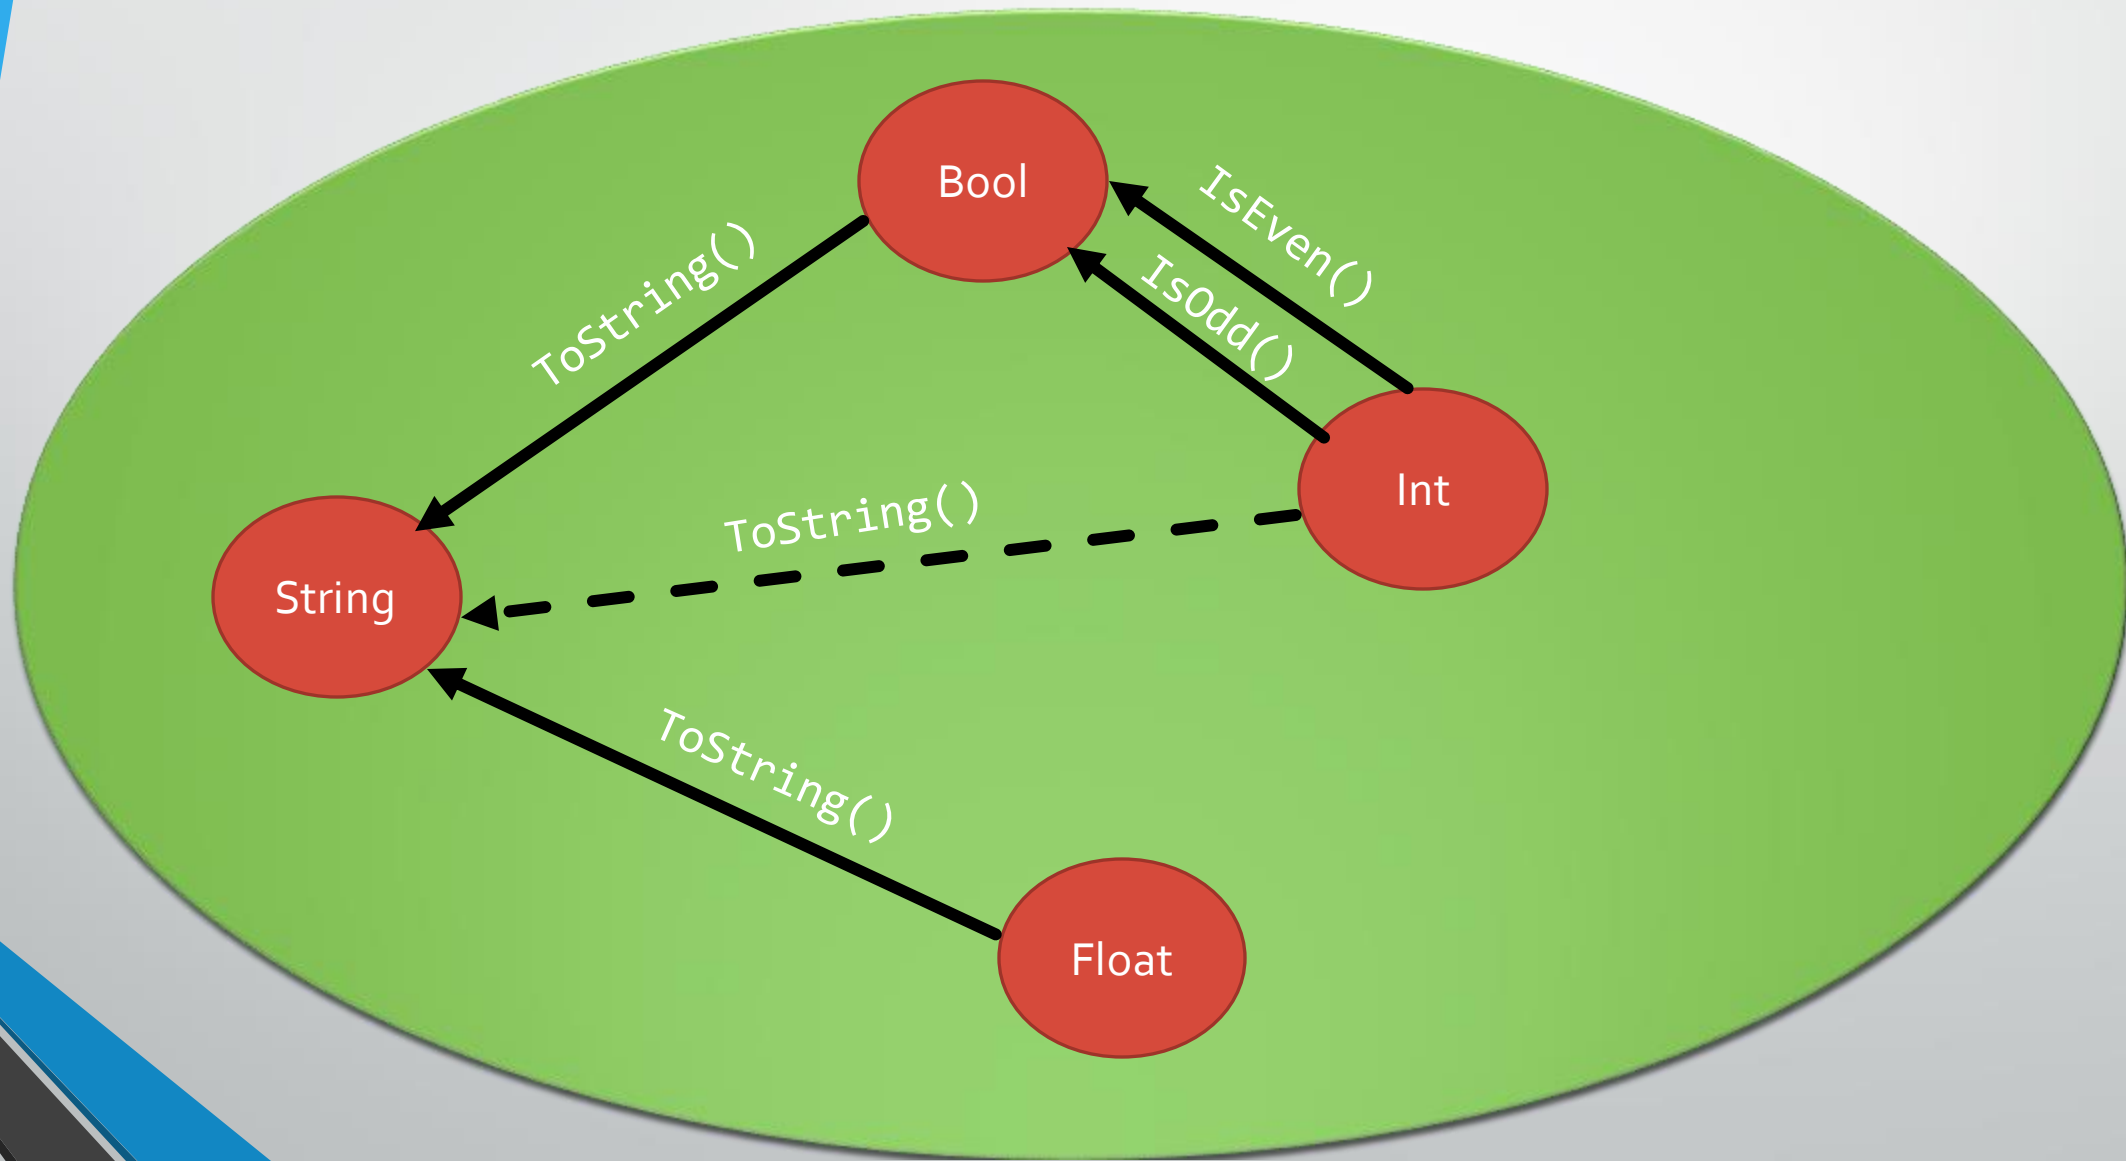 Bool
IsEven()
ToString()
IsOdd()
Int
ToString()
String
ToString()
Float